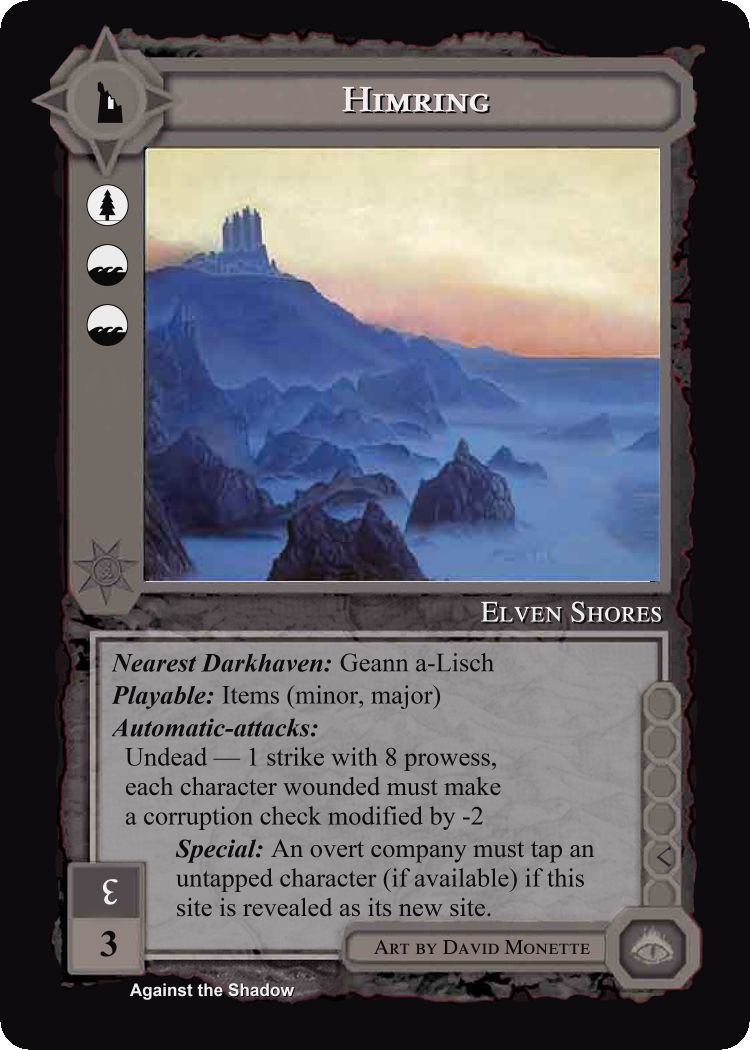 Himring
Elven Shores
Nearest Darkhaven: Geann a-Lisch
Playable: Items (minor, major)
Automatic-attacks:
Undead — 1 strike with 8 prowess,
each character wounded must make
a corruption check modified by -2
Special: An overt company must tap an
untapped character (if available) if this
site is revealed as its new site.
3
3
Art by David Monette
Against the Shadow